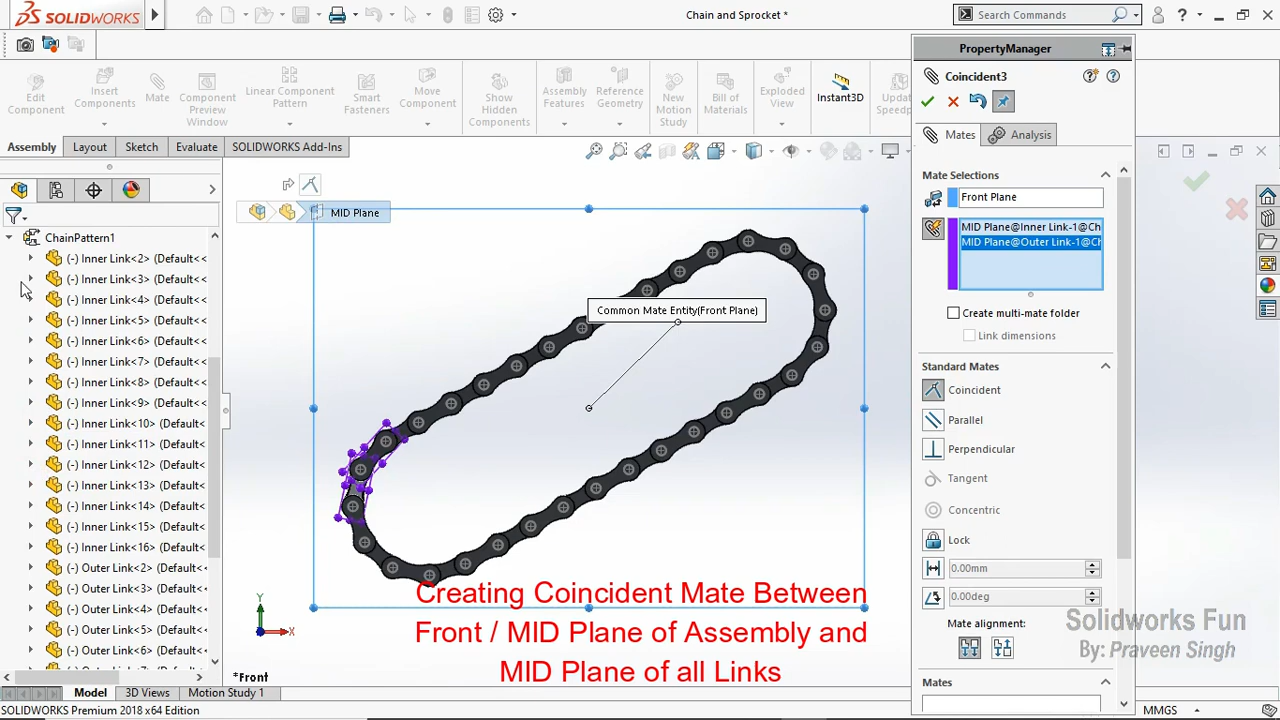 SOLIDWORKS
Chain and Sprocket *
Search Commands
?
Edit Component
Insert Components
Mate
Component Preview Window
Linear Component Pattern
Smart Fasteners
Move Component
Show Hidden Components
Assembly Features
Reference Geometry
New Motion Study
Bill of Materials
Exploded View
Instant3D
Update
Assembly
Layout
Sketch
Evaluate
SOLIDWORKS Add-Ins
ChainPattern1
(-) Inner Link<2> (Default<<
(-) Inner Link<3> (Default<<
(-) Inner Link<4> (Default<<
(-) Inner Link<5> (Default<<
(-) Inner Link<6> (Default<<
(-) Inner Link<7> (Default<<
(-) Inner Link<8> (Default<<
(-) Inner Link<9> (Default<<
(-) Inner Link<10> (Default<
(-) Inner Link<11> (Default<
(-) Inner Link<12> (Default<
(-) Inner Link<13> (Default<
(-) Inner Link<14> (Default<
(-) Inner Link<15> (Default<
(-) Inner Link<16> (Default<
(-) Outer Link<2> (Default<
(-) Outer Link<3> (Default<
(-) Outer Link<4> (Default<
(-) Outer Link<5> (Default<
(-) Outer Link<6> (Default<
MID Plane
Common Mate Entity(Front Plane)
Y
X
*Front
Creating Coincident Mate Between
Front / MID Plane of Assembly and
MID Plane of all Links
PropertyManager
Coincident3
Mates
Analysis
Mate Selections
Front Plane
MID Plane@Inner Link-1@Ch
MID Plane@Outer Link-1@Ch
Create multi-mate folder
Link dimensions
Standard Mates
Coincident
Parallel
Perpendicular
Tangent
Concentric
Lock
0.00mm
0.00deg
Mate alignment:
Mates
Solidworks Fun
By: Praveen Singh
Model
3D Views
Motion Study 1
SOLIDWORKS Premium 2018 x64 Edition
MMGS